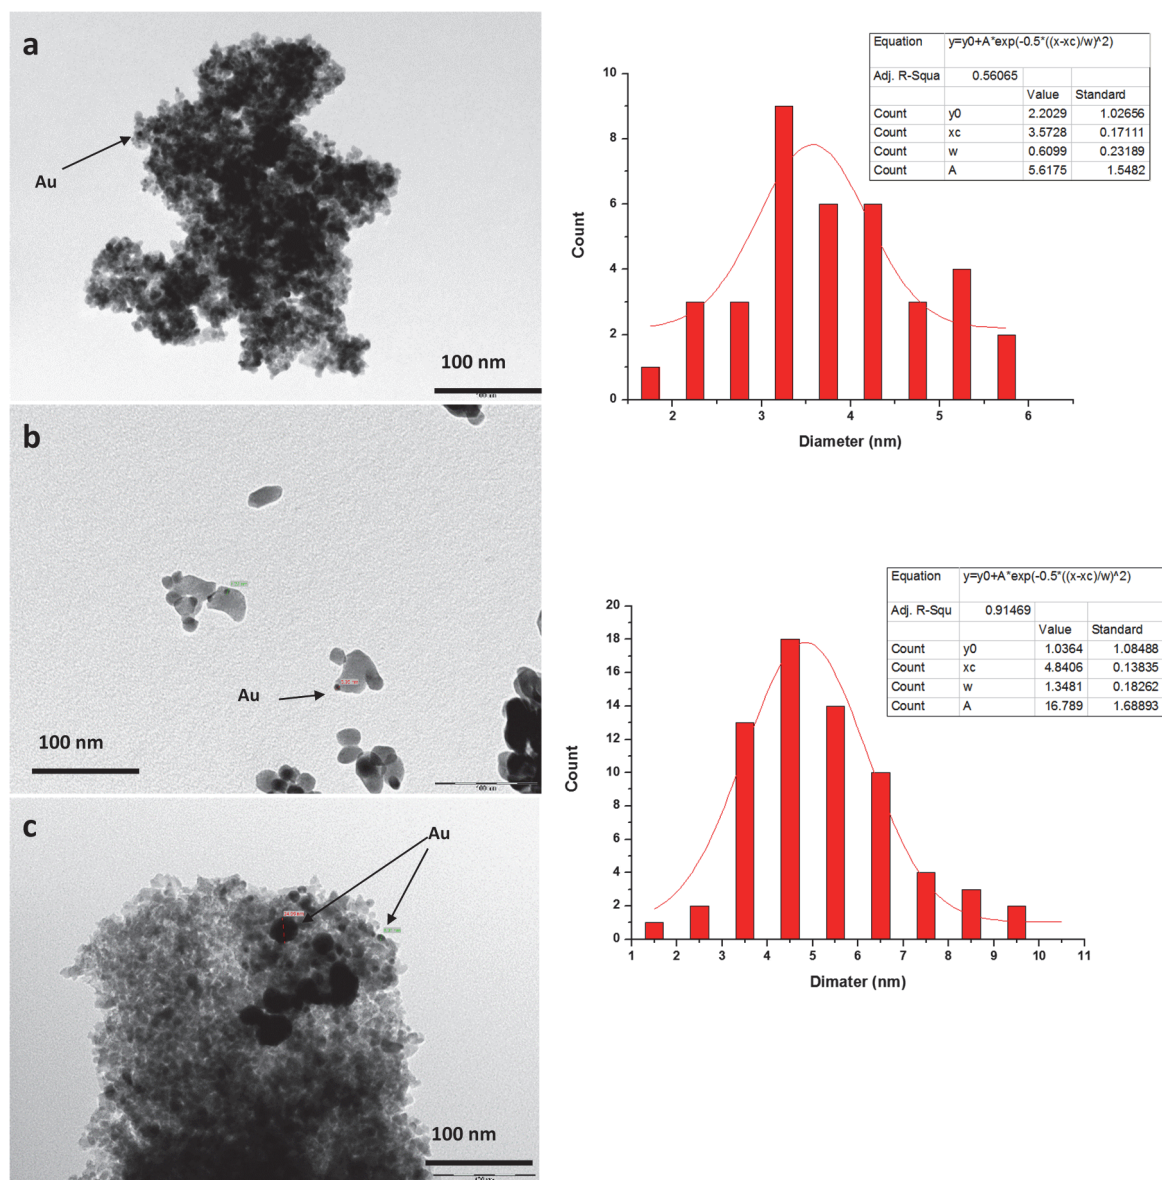 a
Au
100 nm
Equation y=y0+A*exp(-0.5*((x-xc)/w)^2)
Adj. R-Squa 0.56065
Value Standard
Count y0 2.2029 1.02656
Count xc 3.5728 0.17111
Count w 0.6099 0.23189
Count A 5.6175 1.5482
10
8
6
4
2
0
Count
2 3 4 5 6
Diameter (nm)
b
Au
100 nm
100 nm
Equation y=y0+A*exp(-0.5*((x-xc)/w)^2)
Adj. R-Squ 0.91469
Value Standard
Count y0 1.0364 1.08488
Count xc 4.8406 0.13835
Count w 1.3481 0.18262
Count A 16.789 1.68893
20
18
16
14
12
10
8
6
4
2
0
Count
1 2 3 4 5 6 7 8 9 10 11
Dimater (nm)
c
Au
100 nm